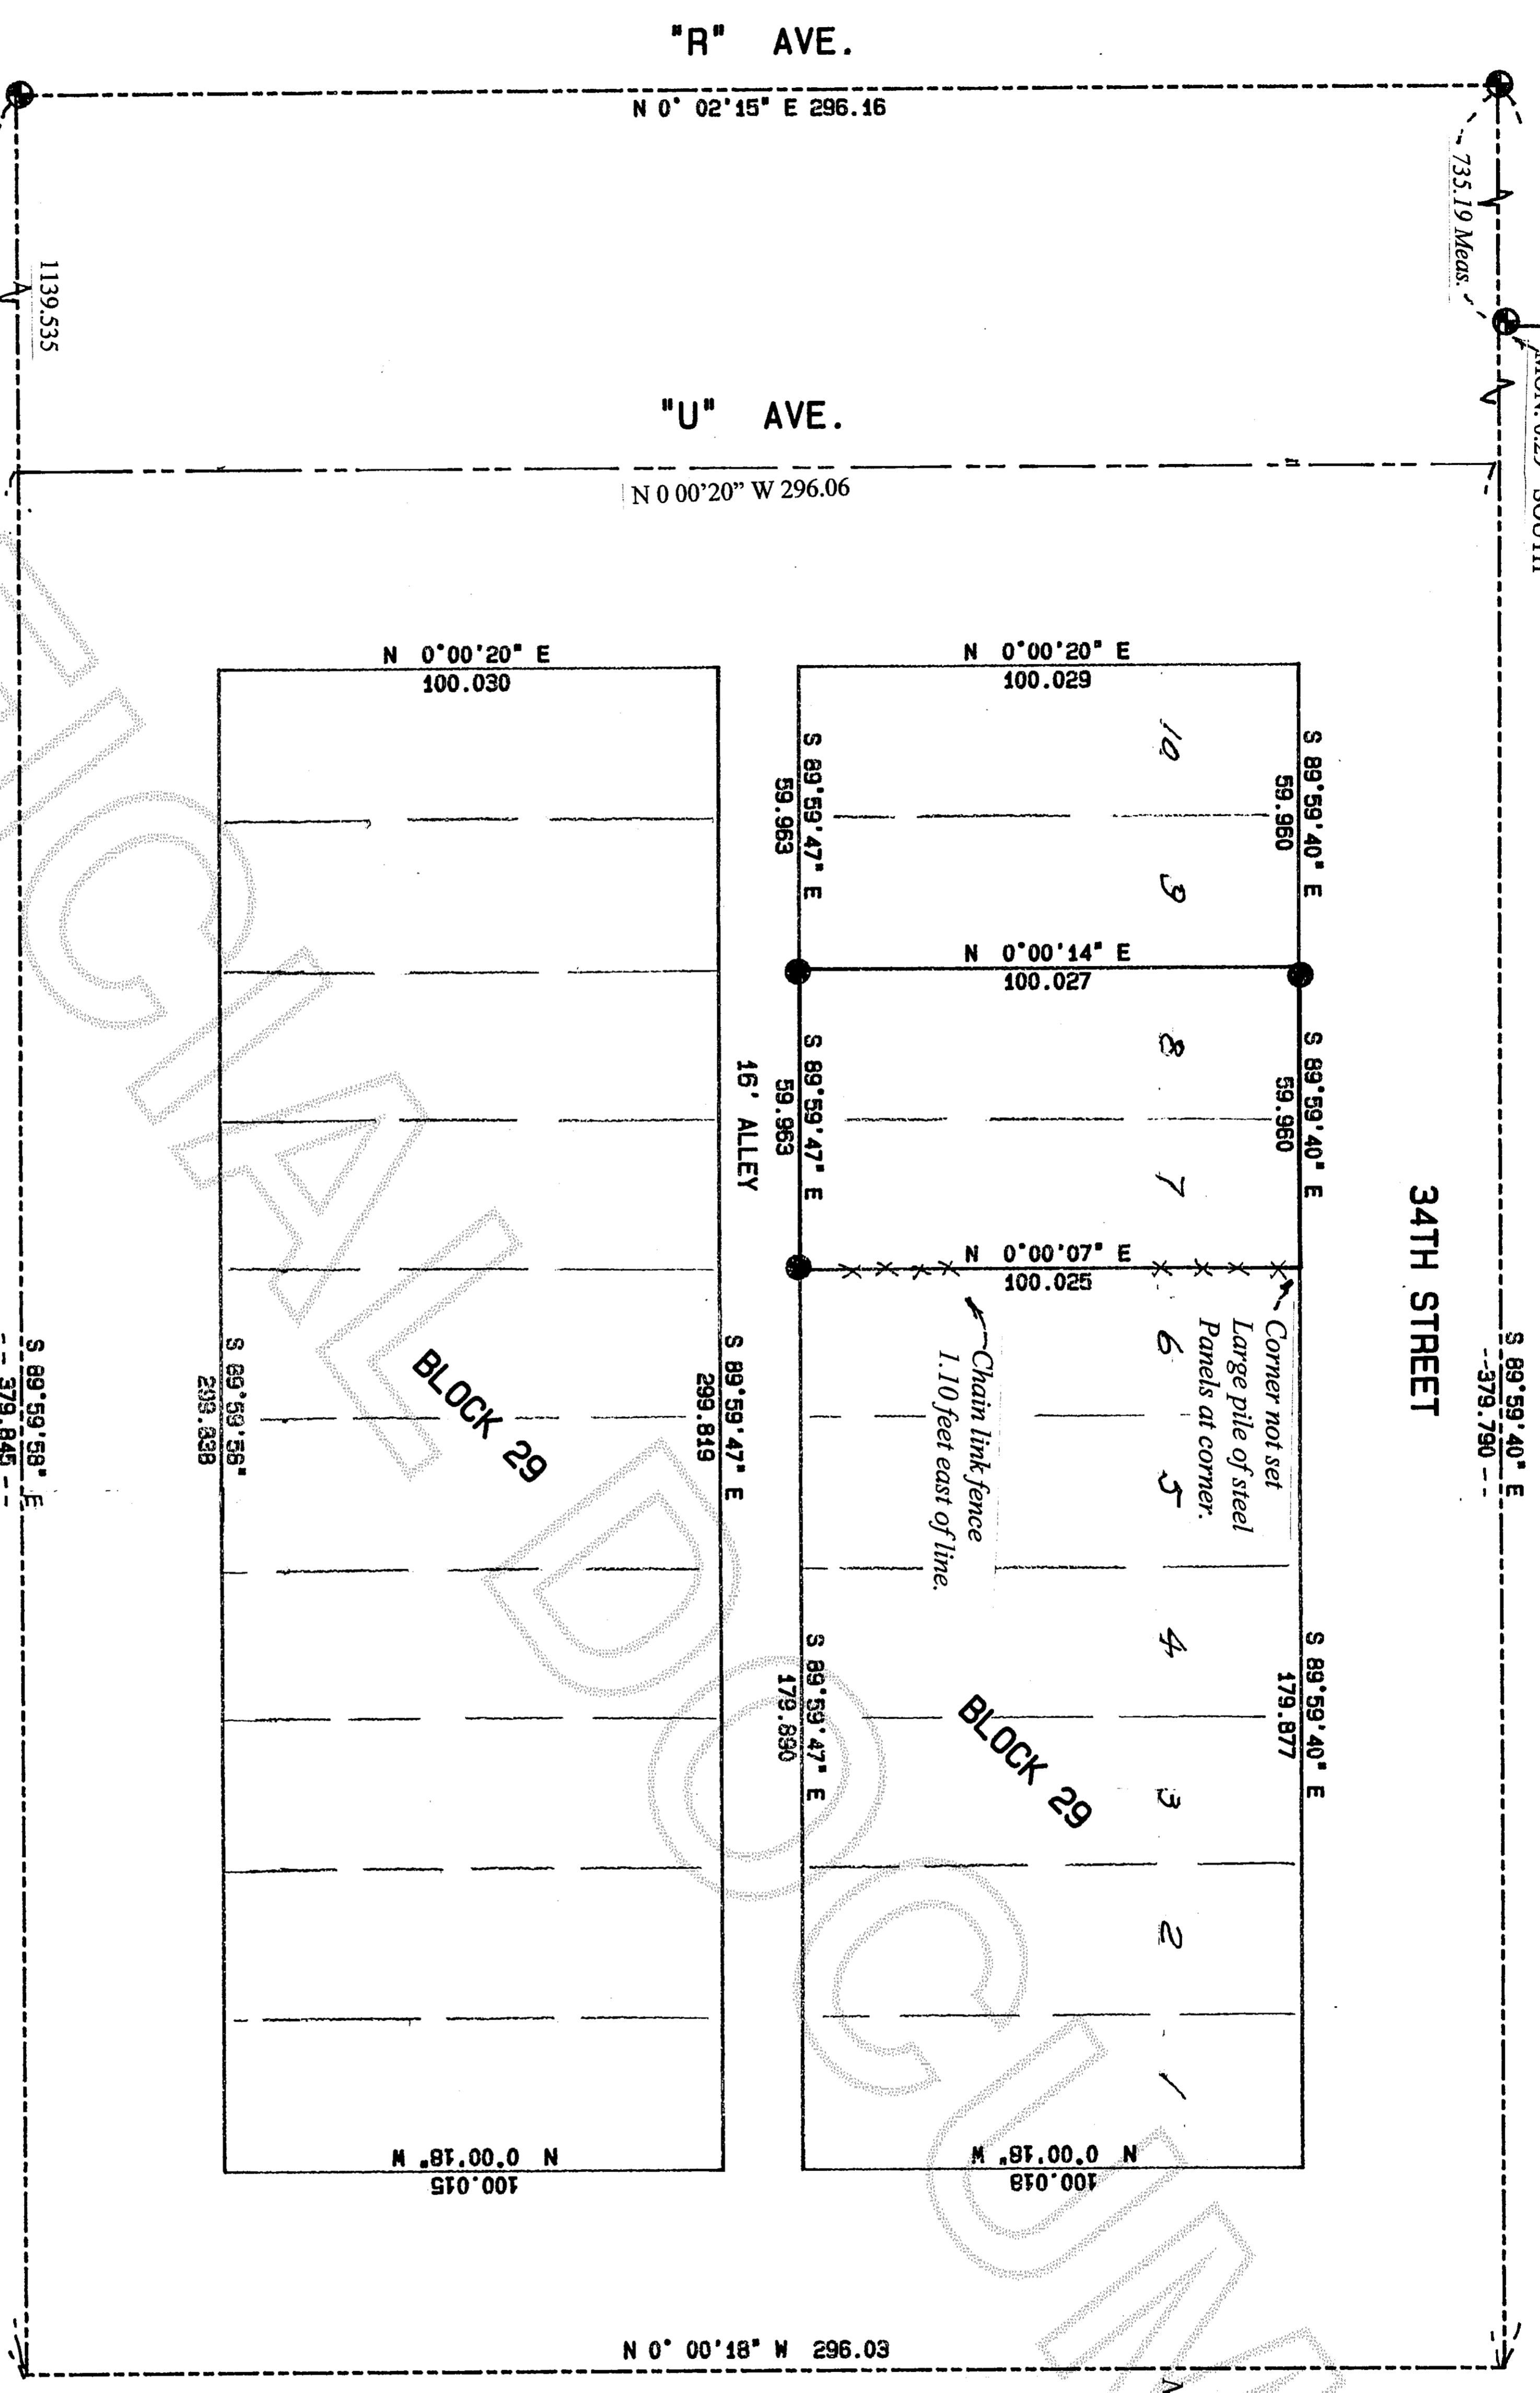 "R" AVE.
N 0° 02'15" E 296.16
735.19 Meas.
SOUTH
1139.535
"U" AVE.
N 0 00'20" W 296.06
N 0°00'20" E
100.030
N 0°00'20" E
100.029
S 89°59'47" E
59.963
S 89°59'40" E
59.960
10
9
N 0°00'14" E
100.027
8
S 89°59'47" E
59.963
S 89°59'40" E
59.960
16' ALLEY
7
34TH STREET
N 0°00'07" E
100.025
Corner not set
Large pile of steel
Panels at corner.
Chain link fence
1.10 feet east of line.
6
5
S 89°59'40" E
--379.790 --
S 89°59'47" E
299.819
S 89°59'58"
299.838
S 89°59'58" E
-- 379.845 --
BLOCK 29
4
S 89°59'47" E
179.890
S 89°59'40" E
179.877
BLOCK 29
3
2
1
N 0°00'18" W
100.015
N 0°00'18" W
100.018
N 0° 00'18" W 296.03